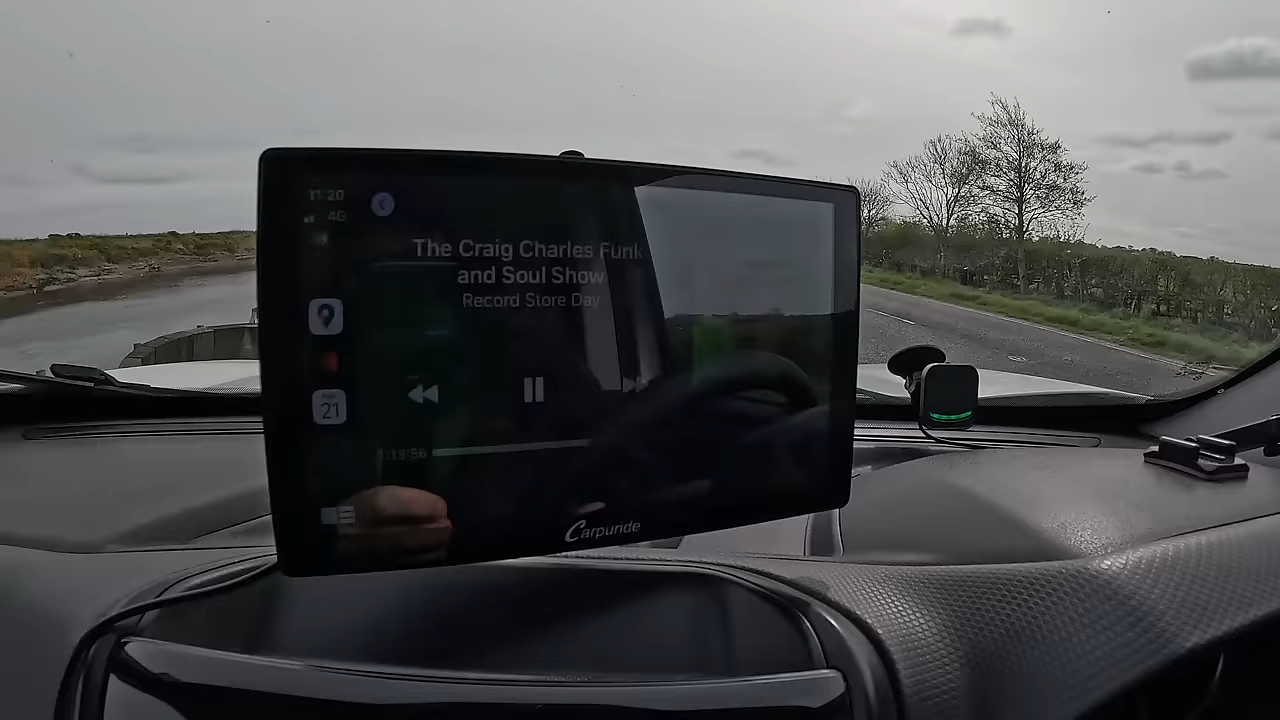 11:20
4G
The Craig Charles Funk
and Soul Show
Record Store Day
21
1:13:56
Carpuride